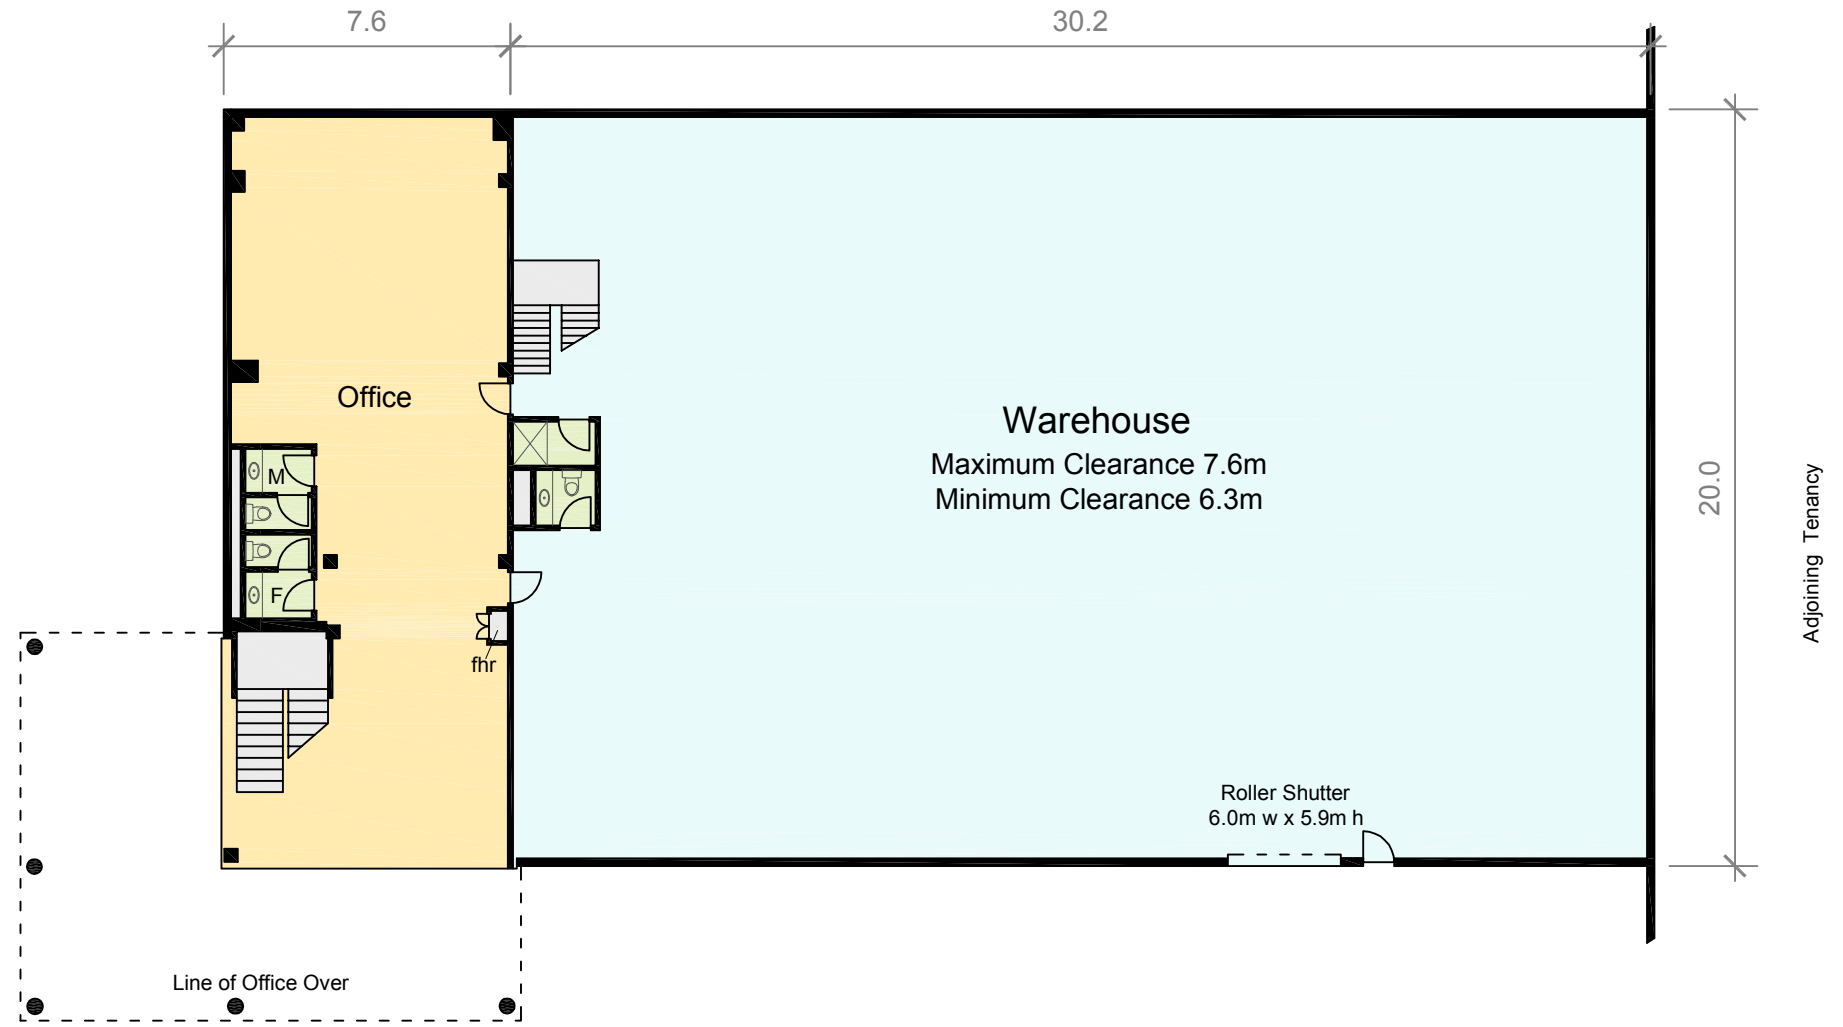 7.6
30.2
Office
Warehouse
Maximum Clearance 7.6m
Minimum Clearance 6.3m
M
F
fhr
20.0
Adjoining Tenancy
Roller Shutter
6.0m w x 5.9m h
Line of Office Over